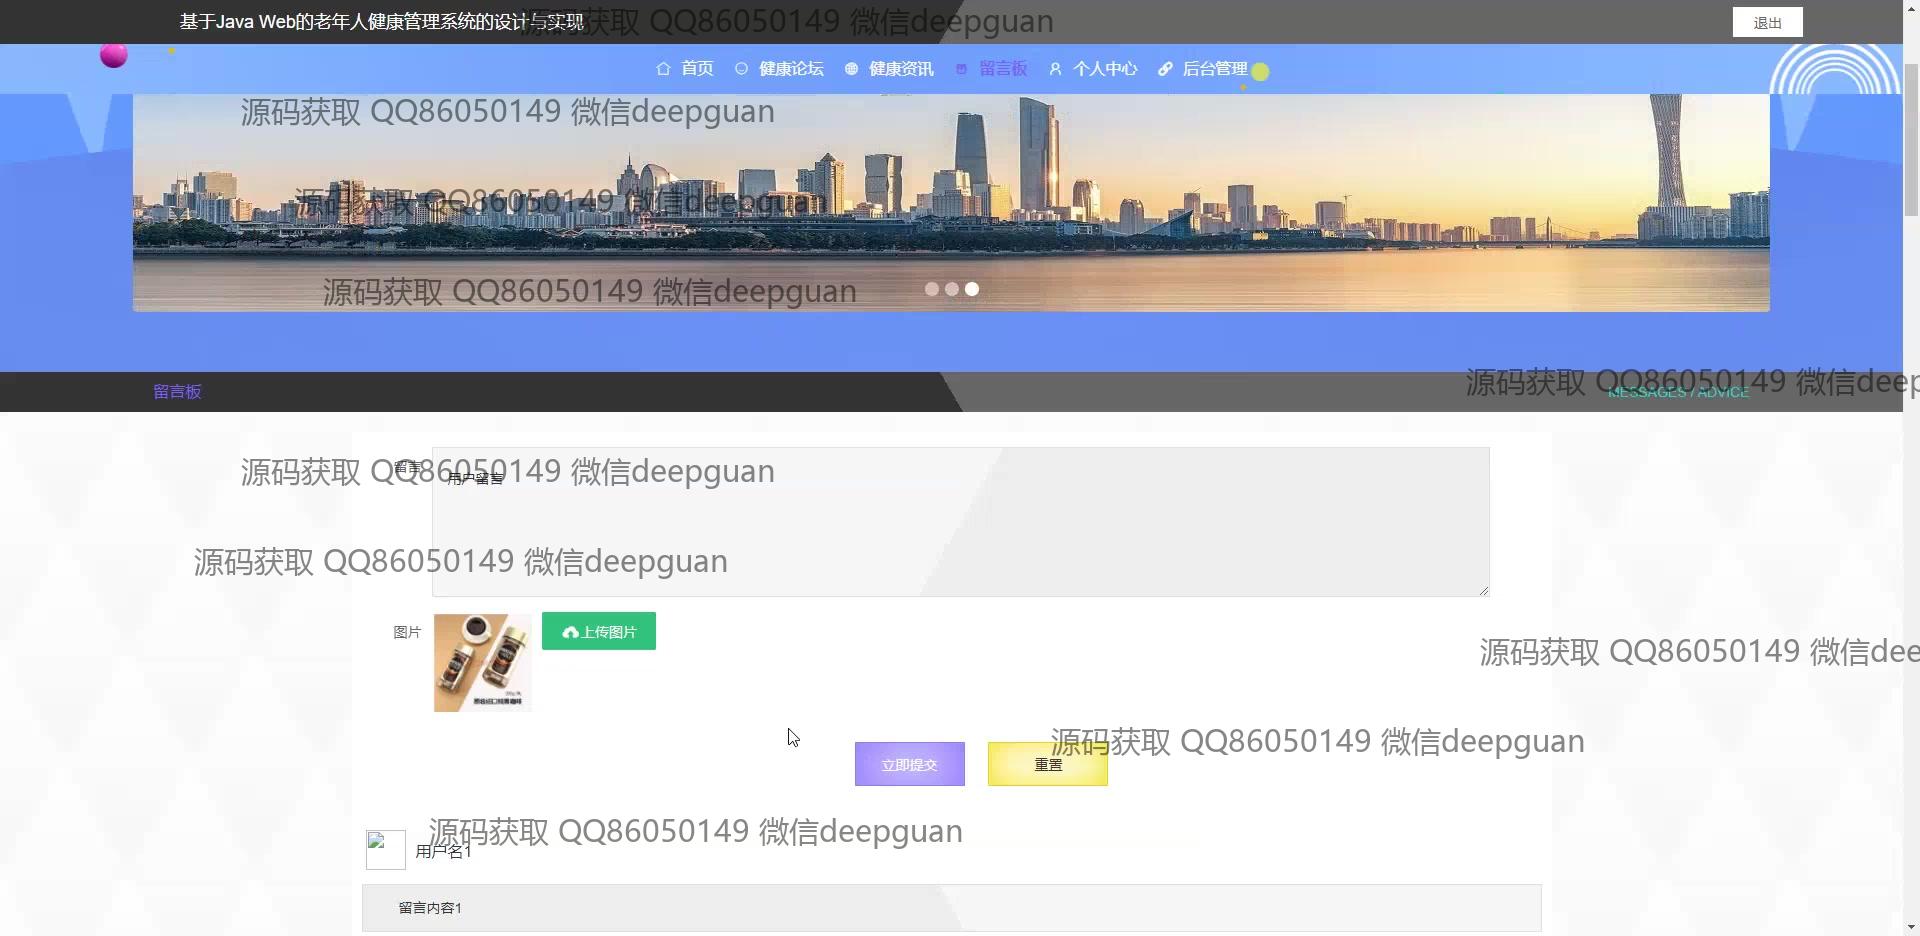 基于Java Web的老年人健康管理系统的设计与实现
源码获取 QQ86050149 微信deepguan
退出
首页 健康论坛 健康资讯 留言板 个人中心 后台管理
源码获取 QQ86050149 微信deepguan
源码获取 QQ86050149 微信deepguan
源码获取 QQ86050149 微信deepguan
留言板
源码获取 QQ86050149 微信deep
MESSAGES / ADVICE
留言
源码获取 QQ86050149 微信deepguan
用户留言
源码获取 QQ86050149 微信deepguan
图片
上传图片
源码获取 QQ86050149 微信dee
源码获取 QQ86050149 微信deepguan
立即提交 重置
源码获取 QQ86050149 微信deepguan
用户名1
留言内容1